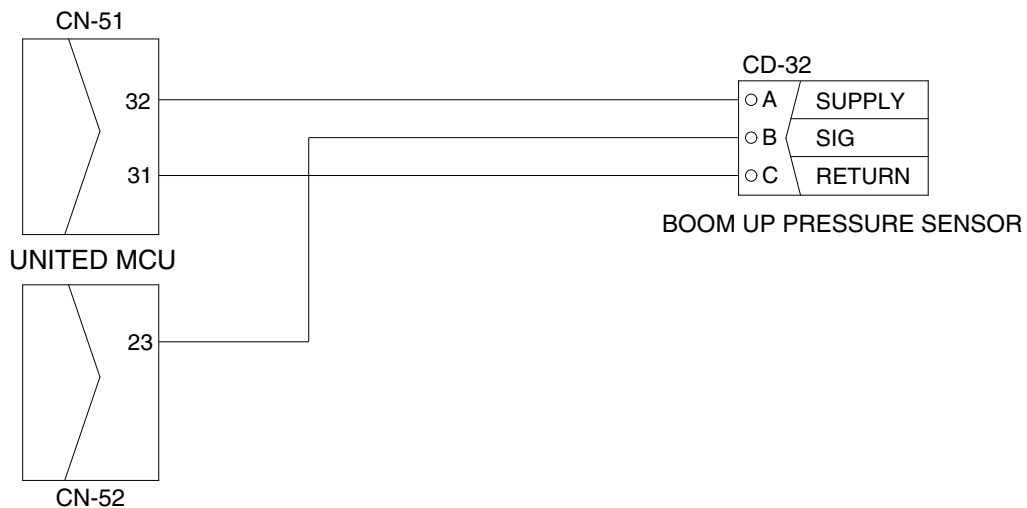 CN-51
32
31
UNITED MCU
23
CN-52
CD-32
A SUPPLY
B SIG
C RETURN
BOOM UP PRESSURE SENSOR